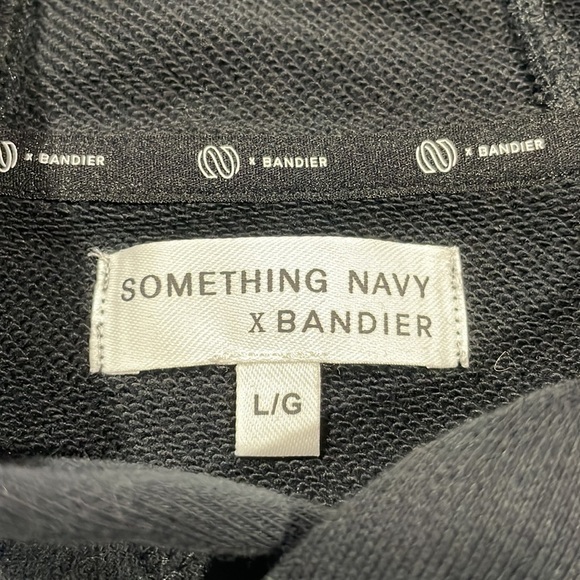 x BANDIER x BANDIER x BANDIER
SOMETHING NAVY
X BANDIER
L/G